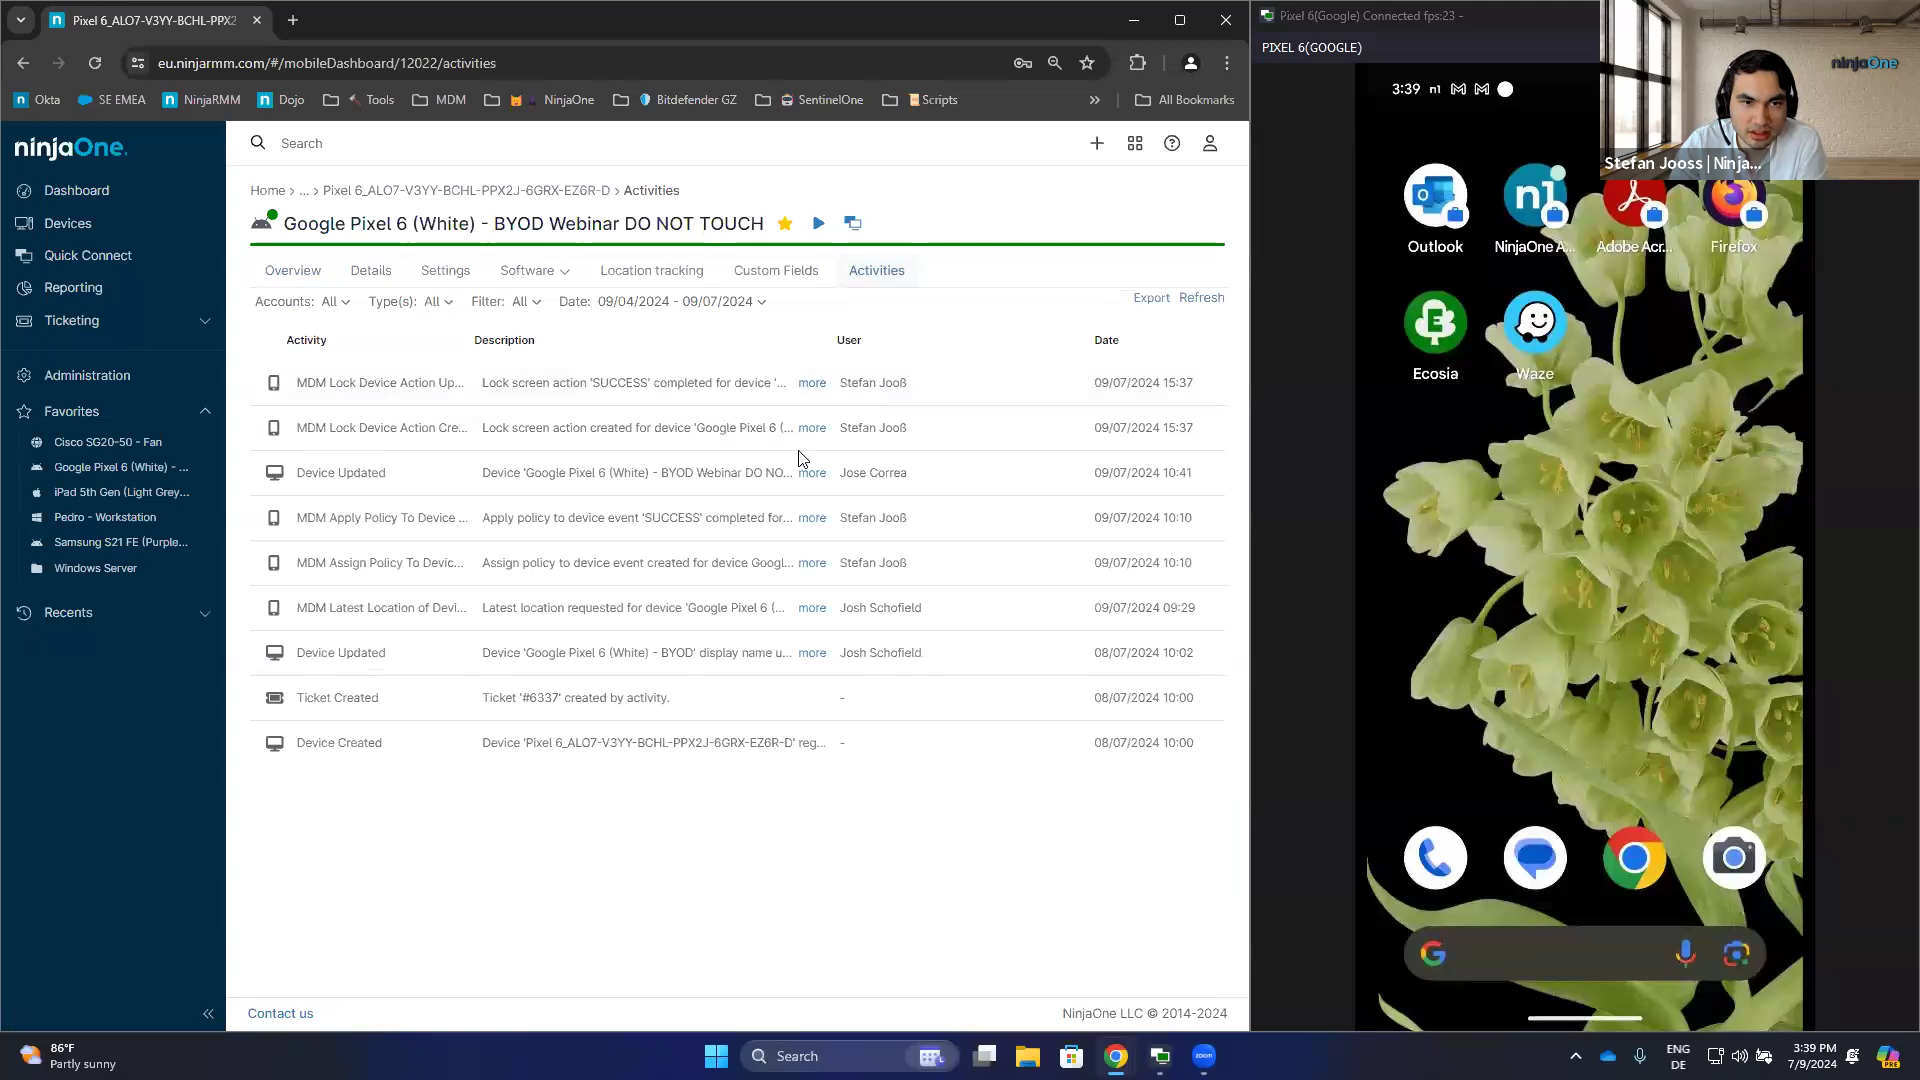 Pixel 6_ALO7-V3YY-BCHL-PPX2
eu.ninjarmm.com/#/mobileDashboard/12022/activities
Okta SE EMEA NinjaRMM Dojo Tools MDM NinjaOne Bitdefender GZ SentinelOne Scripts » All Bookmarks
ninjaOne.
Dashboard
Devices
Quick Connect
Reporting
Ticketing
Administration
Favorites
Cisco SG20-50 - Fan
Google Pixel 6 (White) - ...
iPad 5th Gen (Light Grey...
Pedro - Workstation
Samsung S21 FE (Purple...
Windows Server
Recents
Search
Home › ... › Pixel 6_ALO7-V3YY-BCHL-PPX2J-6GRX-EZ6R-D › Activities
Google Pixel 6 (White) - BYOD Webinar DO NOT TOUCH
Overview Details Settings Software Location tracking Custom Fields Activities
Accounts: All Type(s): All Filter: All Date: 09/04/2024 - 09/07/2024 Export Refresh
Activity Description User Date
MDM Lock Device Action Up... Lock screen action 'SUCCESS' completed for device '... more Stefan Jooß 09/07/2024 15:37
MDM Lock Device Action Cre... Lock screen action created for device 'Google Pixel 6 (... more Stefan Jooß 09/07/2024 15:37
Device Updated Device 'Google Pixel 6 (White) - BYOD Webinar DO NO... more Jose Correa 09/07/2024 10:41
MDM Apply Policy To Device ... Apply policy to device event 'SUCCESS' completed for... more Stefan Jooß 09/07/2024 10:10
MDM Assign Policy To Devic... Assign policy to device event created for device Googl... more Stefan Jooß 09/07/2024 10:10
MDM Latest Location of Devi... Latest location requested for device 'Google Pixel 6 (... more Josh Schofield 09/07/2024 09:29
Device Updated Device 'Google Pixel 6 (White) - BYOD' display name u... more Josh Schofield 08/07/2024 10:02
Ticket Created Ticket '#6337' created by activity. - 08/07/2024 10:00
Device Created Device 'Pixel 6_ALO7-V3YY-BCHL-PPX2J-6GRX-EZ6R-D' reg... - 08/07/2024 10:00
Contact us NinjaOne LLC © 2014-2024
Pixel 6(Google) Connected fps:23 -
PIXEL 6(GOOGLE)
ninjaOne
Stefan Jooss | Ninja...
3:39 n1
n1
Outlook NinjaOne A... Adobe Acr... Firefox
Ecosia Waze
86°F
Partly sunny
Search
zoom
ENG
DE
3:39 PM
7/9/2024
PRE